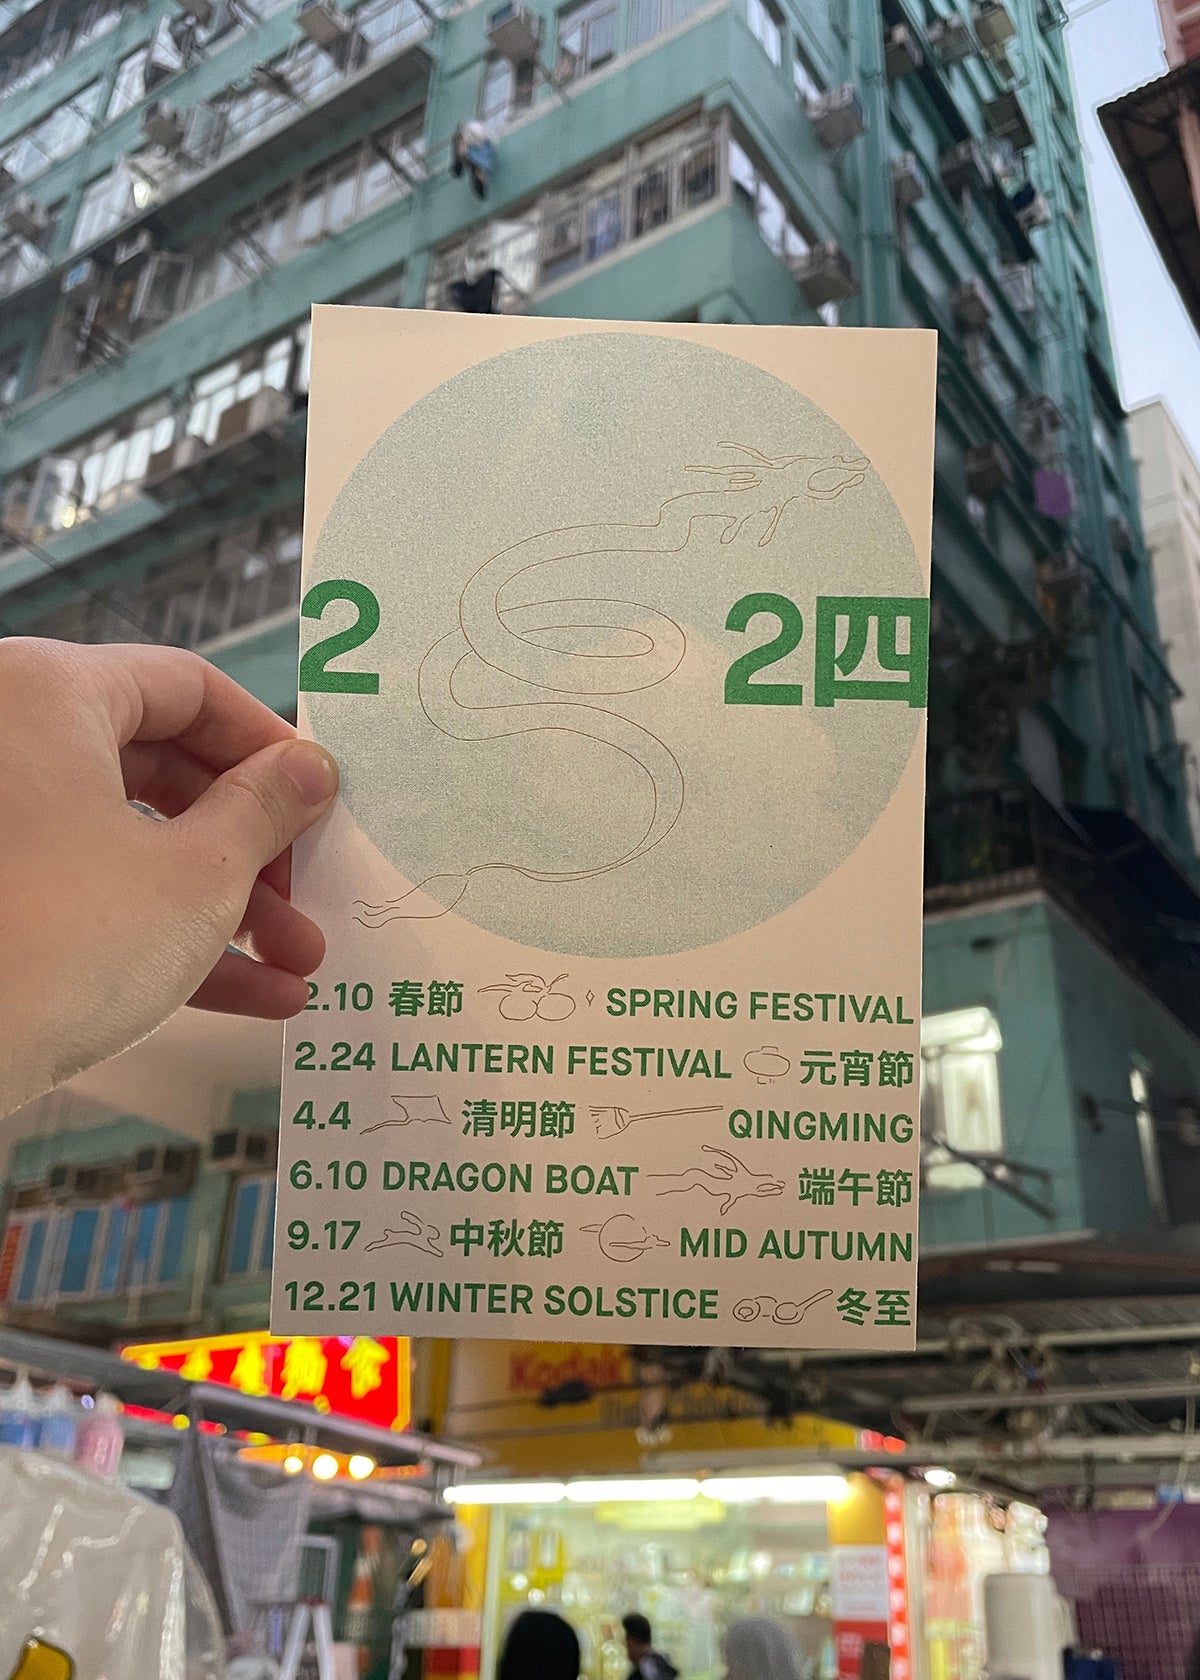 2 2四
2.10 春節 SPRING FESTIVAL
2.24 LANTERN FESTIVAL 元宵節
4.4 清明節 QINGMING
6.10 DRAGON BOAT 端午節
9.17 中秋節 MID AUTUMN
12.21 WINTER SOLSTICE 冬至
Kodak